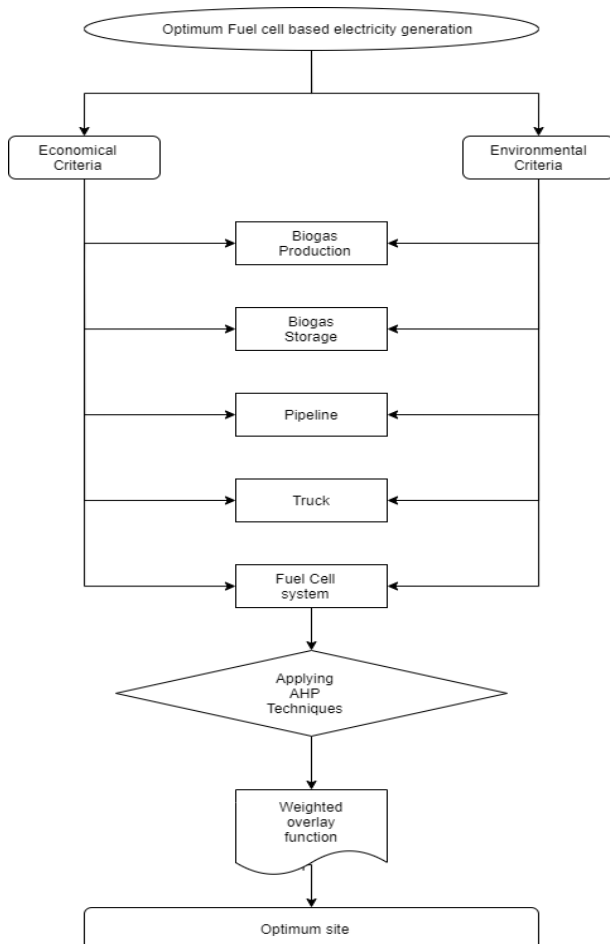 Optimum Fuel cell based electricity generation
Economical
Criteria
Environmental
Criteria
Biogas
Production
Biogas
Storage
Pipeline
Truck
Fuel Cell
system
Applying
AHP
Techniques
Weighted
overlay
function
Optimum site